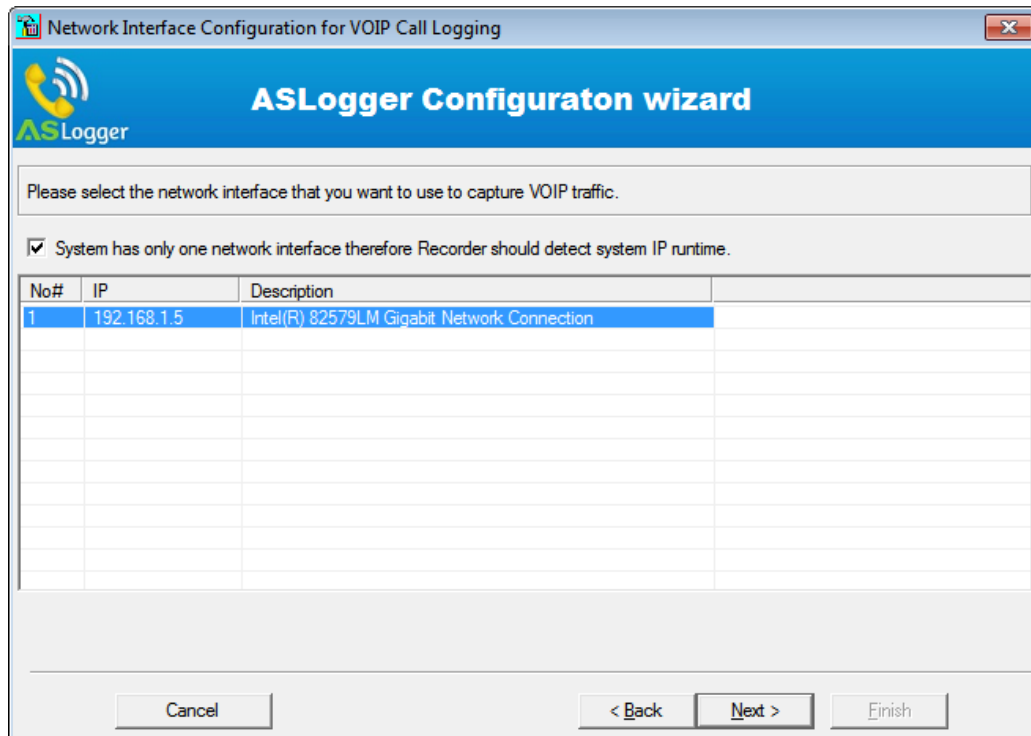 Network Interface Configuration for VOIP Call Logging
ASLogger
ASLogger Configuraton wizard
Please select the network interface that you want to use to capture VOIP traffic.
System has only one network interface therefore Recorder should detect system IP runtime.
No# IP Description
1 192.168.1.5 Intel(R) 82579LM Gigabit Network Connection
Cancel < Back Next > Finish